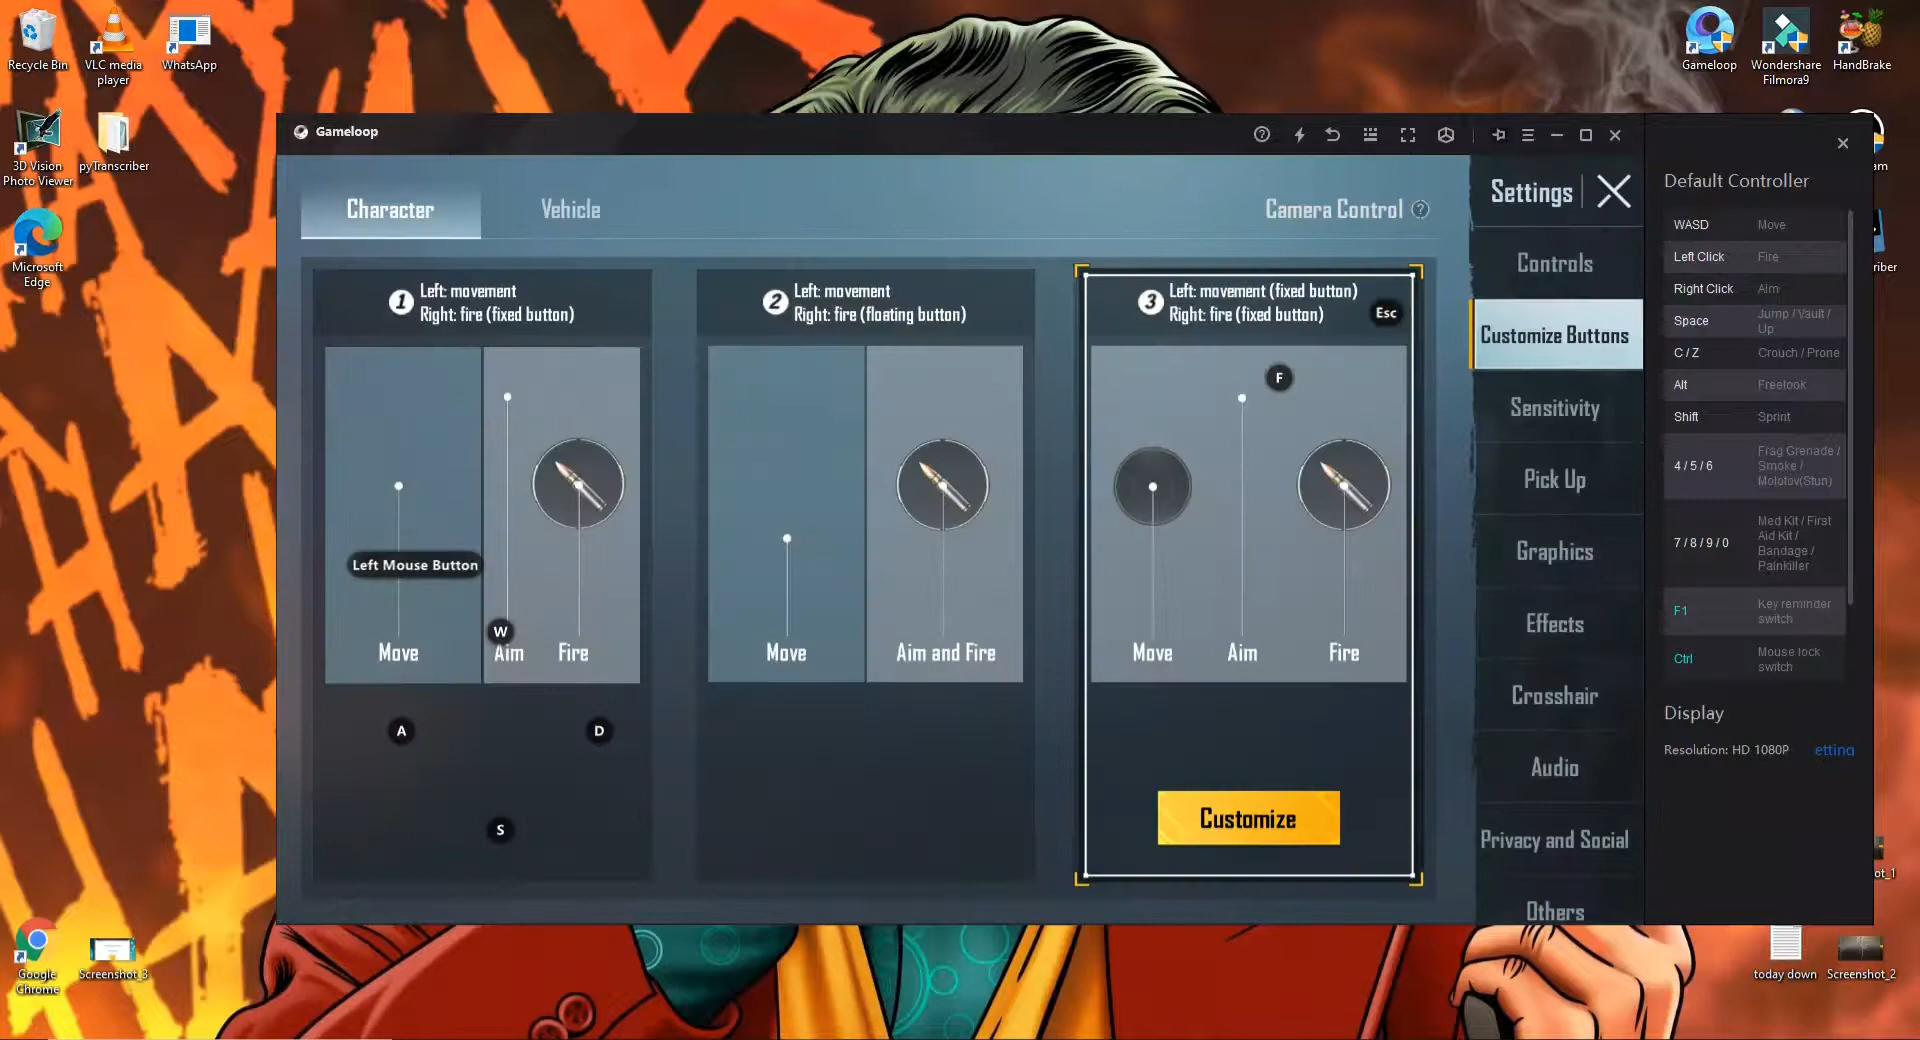 Recycle Bin
VLC media
player
WhatsApp
Gameloop
Wondershare
Filmora9
HandBrake
3D Vision
Photo Viewer
pyTranscriber
Microsoft
Edge
Gameloop
Character
Vehicle
Camera Control ?
Settings
1
Left: movement
Right: fire (fixed button)
2
Left: movement
Right: fire (floating button)
3
Left: movement (fixed button)
Right: fire (fixed button)
Esc
F
Left Mouse Button
W
Move
Aim
Fire
Move
Aim and Fire
Move
Aim
Fire
A
D
S
Customize
Controls
Customize Buttons
Sensitivity
Pick Up
Graphics
Effects
Crosshair
Audio
Privacy and Social
Others
Default Controller
WASD Move
Left Click Fire
Right Click Aim
Space Jump / Vault /
Up
C / Z Crouch / Prone
Alt Freelook
Shift Sprint
4 / 5 / 6 Frag Grenade /
Smoke /
Molotov(Stun)
7 / 8 / 9 / 0 Med Kit / First
Aid Kit /
Bandage /
Painkiller
F1 Key reminder
switch
Ctrl Mouse lock
switch
Display
Resolution: HD 1080P etting
am
riber
ot_1
Google
Chrome
Screenshot_3
today down
Screenshot_2